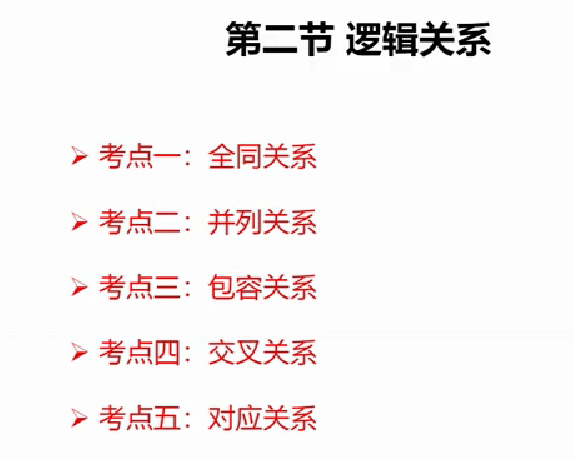 第二节 逻辑关系
➢ 考点一：全同关系
➢ 考点二：并列关系
➢ 考点三：包容关系
➢ 考点四：交叉关系
➢ 考点五：对应关系